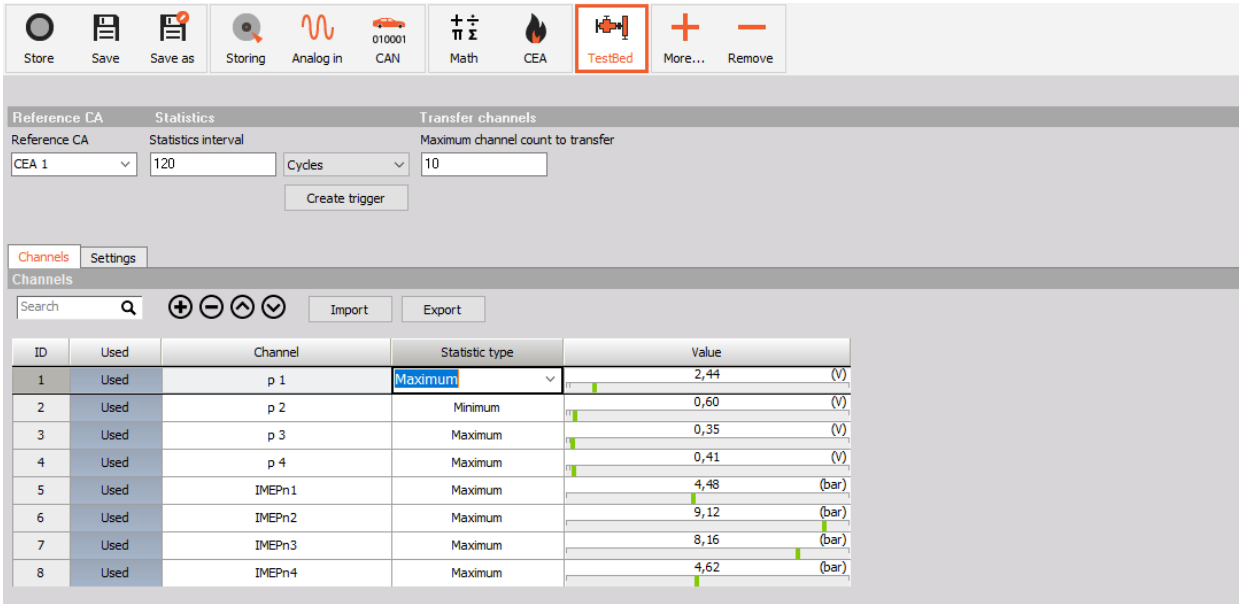 Store Save Save as Storing Analog in 010001 CAN + ÷ π Σ Math CEA TestBed More... Remove
Reference CA Statistics Transfer channels
Reference CA Statistics interval Maximum channel count to transfer
CEA 1 120 Cycles 10
Create trigger
Channels Settings
Channels
Search Import Export
ID Used Channel Statistic type Value
1 Used p 1 Maximum 2,44 (V)
2 Used p 2 Minimum 0,60 (V)
3 Used p 3 Maximum 0,35 (V)
4 Used p 4 Maximum 0,41 (V)
5 Used IMEPn1 Maximum 4,48 (bar)
6 Used IMEPn2 Maximum 9,12 (bar)
7 Used IMEPn3 Maximum 8,16 (bar)
8 Used IMEPn4 Maximum 4,62 (bar)